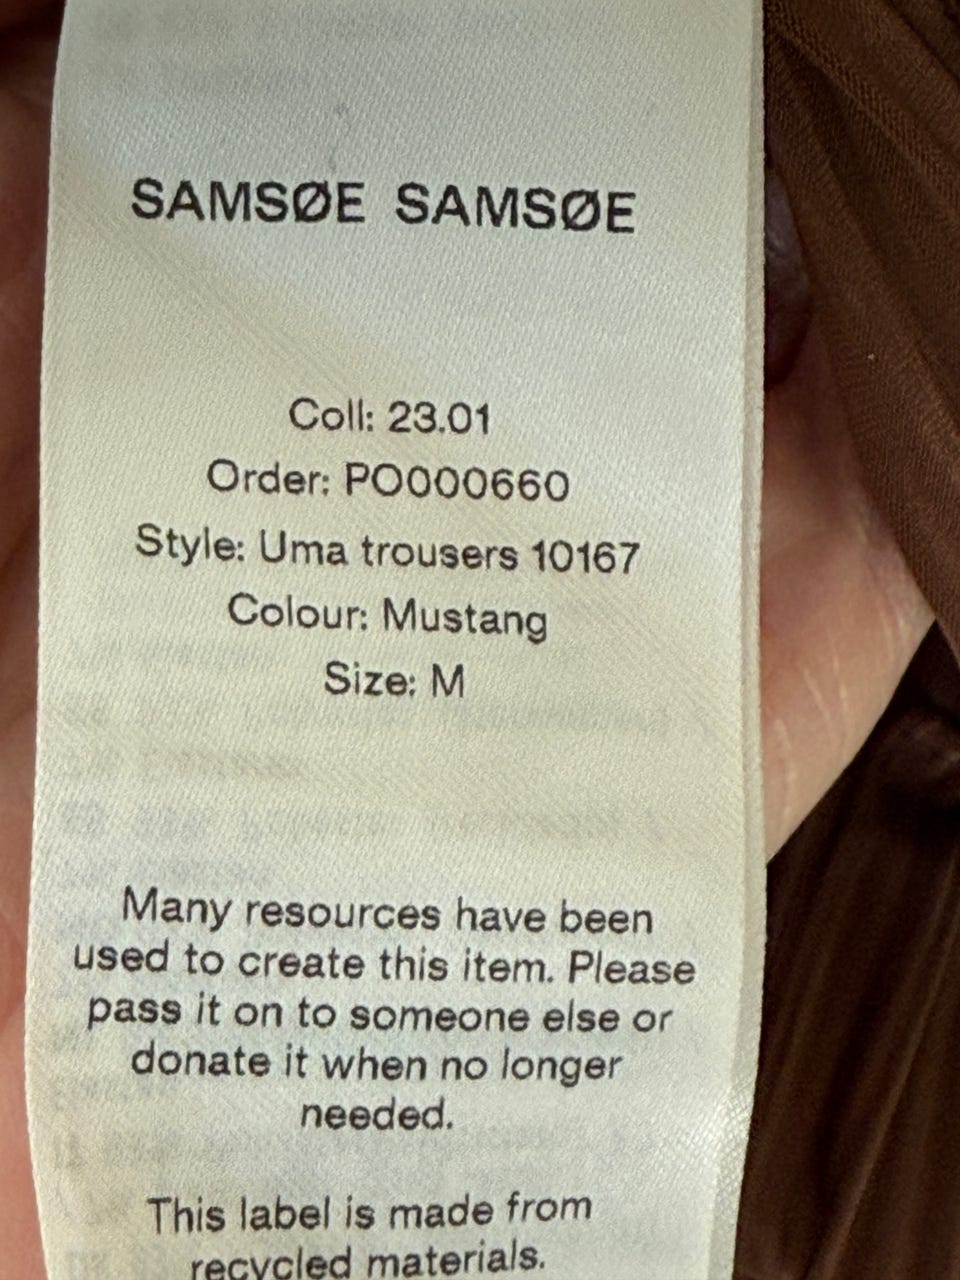 SAMSØE SAMSØE
Coll: 23.01
Order: PO000660
Style: Uma trousers 10167
Colour: Mustang
Size: M
Many resources have been
used to create this item. Please
pass it on to someone else or
donate it when no longer
needed.
This label is made from
recycled materials.